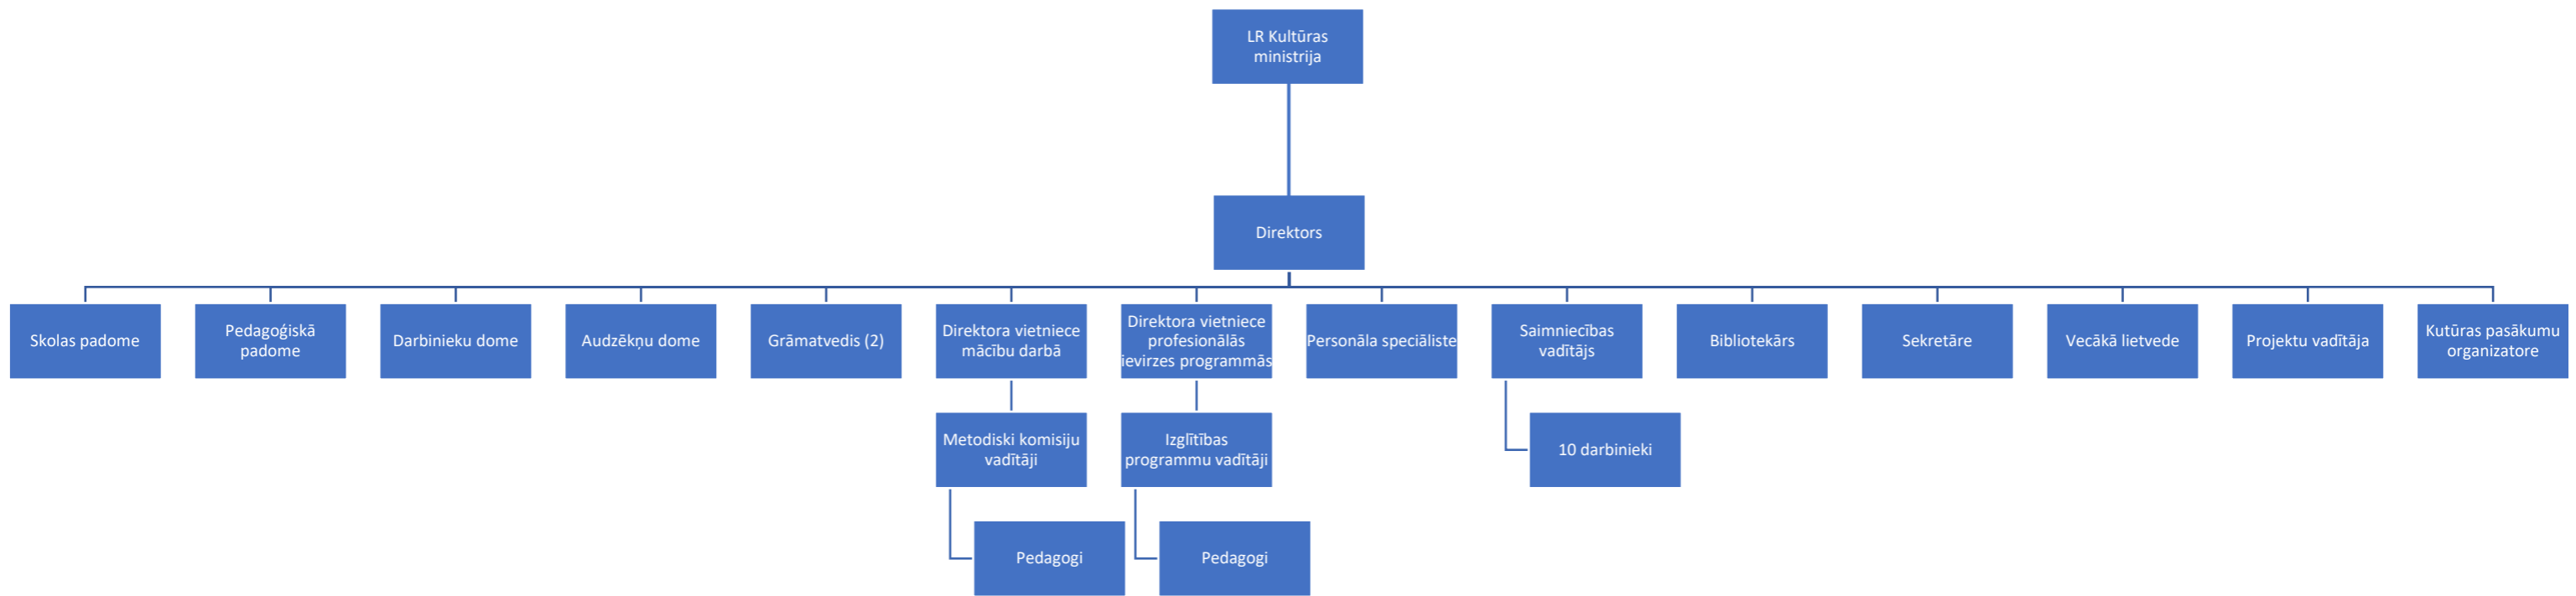 LR Kultūras
ministrija
Direktors
Skolas padome
Pedagoģiskā
padome
Darbinieku dome
Audzēkņu dome
Grāmatvedis (2)
Direktora vietniece
mācību darbā
Direktora vietniece
profesionālās
ievirzes programmās
Personāla speciāliste
Saimniecības
vadītājs
Bibliotekārs
Sekretāre
Vecākā lietvede
Projektu vadītāja
Kutūras pasākumu
organizatore
Metodiski komisiju
vadītāji
Izglītības
programmu vadītāji
10 darbinieki
Pedagogi
Pedagogi